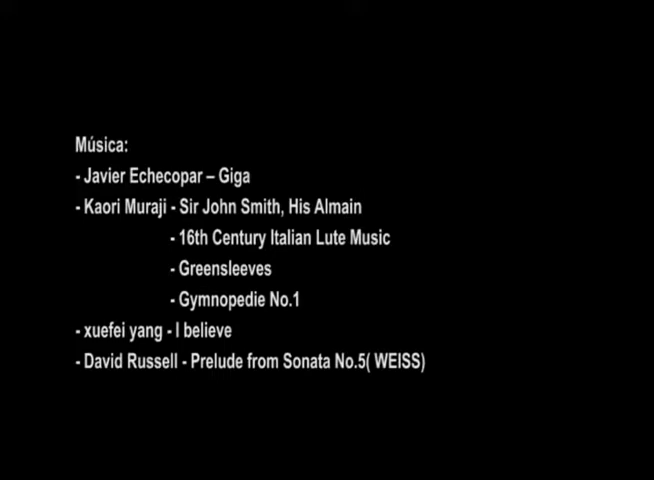 Música:
- Javier Echecopar – Giga
- Kaori Muraji - Sir John Smith, His Almain
- 16th Century Italian Lute Music
- Greensleeves
- Gymnopedie No.1
- xuefei yang - I believe
- David Russell - Prelude from Sonata No.5( WEISS)